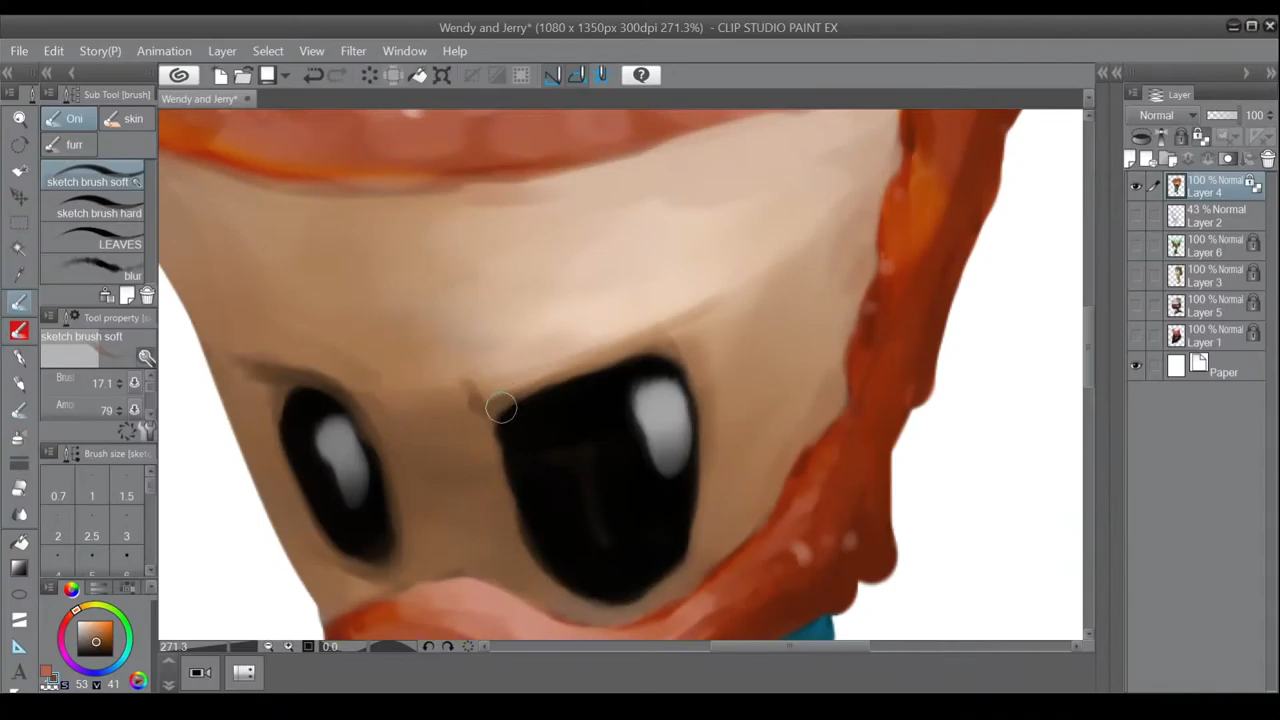 Wendy and Jerry* (1080 x 1350px 300dpi 271.3%) - CLIP STUDIO PAINT EX
File Edit Story(P) Animation Layer Select View Filter Window Help
Sub Tool [brush]
Wendy and Jerry*
Layer
Oni skin
furr
Normal 100
sketch brush soft
sketch brush hard
LEAVES
blur
100 % Normal
Layer 4
43 % Normal
Layer 2
100 % Normal
Layer 6
100 % Normal
Layer 3
100 % Normal
Layer 5
100 % Normal
Layer 1
Paper
Tool property
sketch brush soft
Brus 17.1
Amo 79
Brush size [sketc
0.7 1 1.5
2 2.5 3
271.3 0.0
S 53 V 41